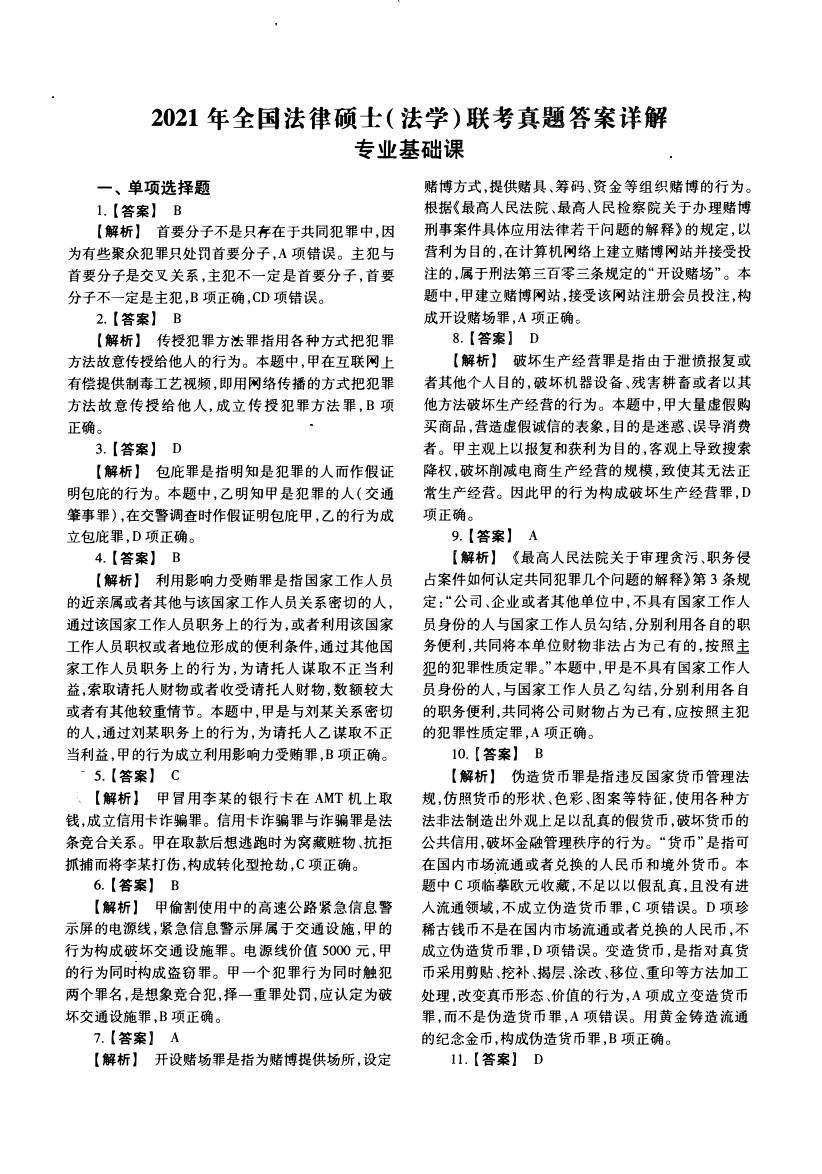 2021 年全国法律硕士(法学)联考真题答案详解
专业基础课
一、单项选择题
1.【答案】 B
【解析】 首要分子不是只存在于共同犯罪中,因
为有些聚众犯罪只处罚首要分子,A 项错误。主犯与
首要分子是交叉关系,主犯不一定是首要分子,首要
分子不一定是主犯,B 项正确,CD 项错误。
2.【答案】 B
【解析】 传授犯罪方法罪指用各种方式把犯罪
方法故意传授给他人的行为。本题中,甲在互联网上
有偿提供制毒工艺视频,即用网络传播的方式把犯罪
方法故意传授给他人,成立传授犯罪方法罪,B 项
正确。
3.【答案】 D
【解析】 包庇罪是指明知是犯罪的人而作假证
明包庇的行为。本题中,乙明知甲是犯罪的人(交通
肇事罪),在交警调查时作假证明包庇甲,乙的行为成
立包庇罪,D 项正确。
4.【答案】 B
【解析】 利用影响力受贿罪是指国家工作人员
的近亲属或者其他与该国家工作人员关系密切的人,
通过该国家工作人员职务上的行为,或者利用该国家
工作人员职权或者地位形成的便利条件,通过其他国
家工作人员职务上的行为,为请托人谋取不正当利
益,索取请托人财物或者收受请托人财物,数额较大
或者有其他较重情节。本题中,甲是与刘某关系密切
的人,通过刘某职务上的行为,为请托人乙谋取不正
当利益,甲的行为成立利用影响力受贿罪,B 项正确。
5.【答案】 C
【解析】 甲冒用李某的银行卡在 AMT 机上取
钱,成立信用卡诈骗罪。信用卡诈骗罪与诈骗罪是法
条竞合关系。甲在取款后想逃跑时为窝藏赃物、抗拒
抓捕而将李某打伤,构成转化型抢劫,C 项正确。
6.【答案】 B
【解析】 甲偷割使用中的高速公路紧急信息警
示屏的电源线,紧急信息警示屏属于交通设施,甲的
行为构成破坏交通设施罪。电源线价值 5000 元,甲
的行为同时构成盗窃罪。甲一个犯罪行为同时触犯
两个罪名,是想象竞合犯,择一重罪处罚,应认定为破
坏交通设施罪,B 项正确。
7.【答案】 A
【解析】 开设赌场罪是指为赌博提供场所,设定
赌博方式,提供赌具、筹码、资金等组织赌博的行为。
根据《最高人民法院、最高人民检察院关于办理赌博
刑事案件具体应用法律若干问题的解释》的规定,以
营利为目的,在计算机网络上建立赌博网站并接受投
注的,属于刑法第三百零三条规定的“开设赌场”。本
题中,甲建立赌博网站,接受该网站注册会员投注,构
成开设赌场罪,A 项正确。
8.【答案】 D
【解析】 破坏生产经营罪是指由于泄愤报复或
者其他个人目的,破坏机器设备、残害耕畜或者以其
他方法破坏生产经营的行为。本题中,甲大量虚假购
买商品,营造虚假诚信的表象,目的是迷惑、误导消费
者。甲主观上以报复和获利为目的,客观上导致搜索
降权,破坏削减电商生产经营的规模,致使其无法正
常生产经营。因此甲的行为构成破坏生产经营罪,D
项正确。
9.【答案】 A
【解析】 《最高人民法院关于审理贪污、职务侵
占案件如何认定共同犯罪几个问题的解释》第 3 条规
定:“公司、企业或者其他单位中,不具有国家工作人
员身份的人与国家工作人员勾结,分别利用各自的职
务便利,共同将本单位财物非法占为己有的,按照主
犯的犯罪性质定罪。”本题中,甲是不具有国家工作人
员身份的人,与国家工作人员乙勾结,分别利用各自
的职务便利,共同将公司财物占为己有,应按照主犯
的犯罪性质定罪,A 项正确。
10.【答案】 B
【解析】 伪造货币罪是指违反国家货币管理法
规,仿照货币的形状、色彩、图案等特征,使用各种方
法非法制造出外观上足以乱真的假货币,破坏货币的
公共信用,破坏金融管理秩序的行为。“货币”是指可
在国内市场流通或者兑换的人民币和境外货币。本
题中 C 项临摹欧元收藏,不足以以假乱真,且没有进
入流通领域,不成立伪造货币罪,C 项错误。D 项珍
稀古钱币不是在国内市场流通或者兑换的人民币,不
成立伪造货币罪,D 项错误。变造货币,是指对真货
币采用剪贴、挖补、揭层、涂改、移位、重印等方法加工
处理,改变真币形态、价值的行为,A 项成立变造货币
罪,而不是伪造货币罪,A 项错误。用黄金铸造流通
的纪念金币,构成伪造货币罪,B 项正确。
11.【答案】 D